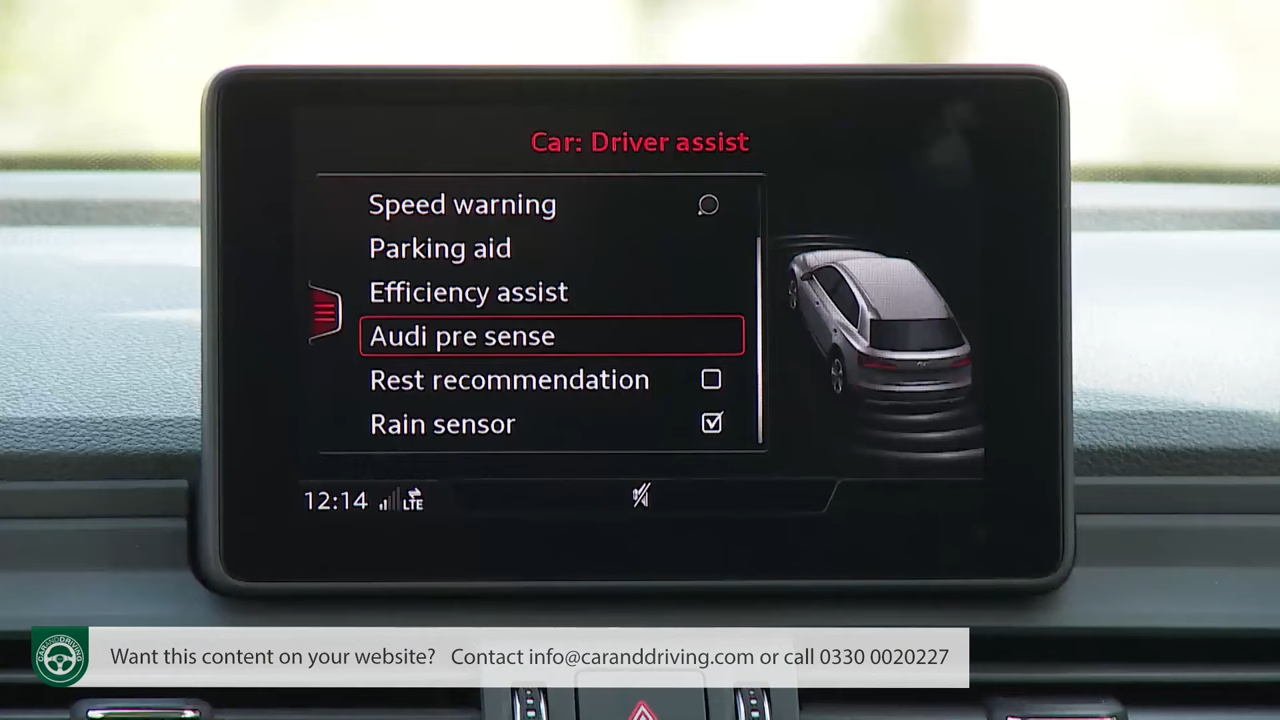 Car: Driver assist
Speed warning
Parking aid
Efficiency assist
Audi pre sense
Rest recommendation
Rain sensor
12:14 LTE
CARANDDRIVING
Want this content on your website? Contact info@caranddriving.com or call 0330 0020227